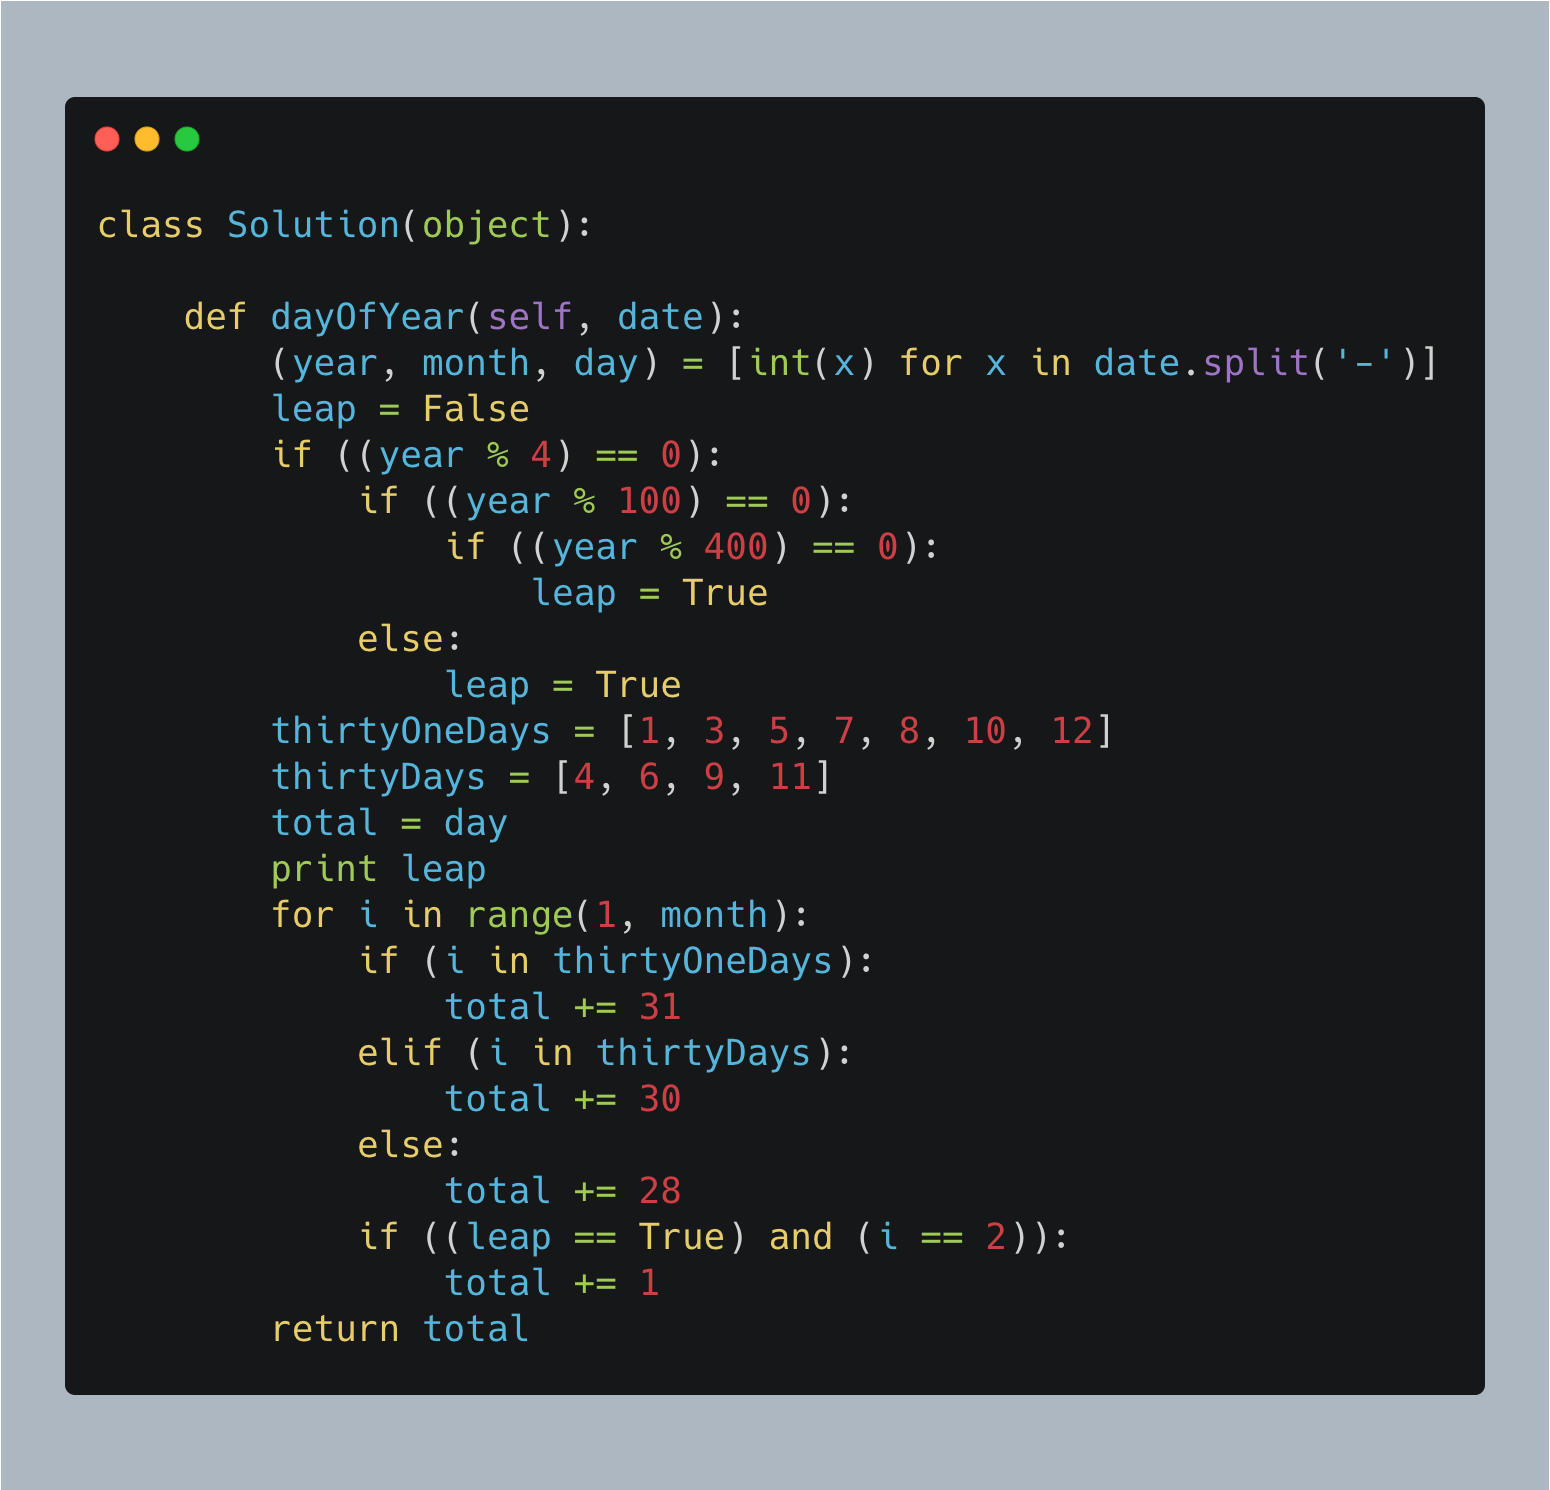 class Solution(object):

    def dayOfYear(self, date):
        (year, month, day) = [int(x) for x in date.split('-')]
        leap = False
        if ((year % 4) == 0):
            if ((year % 100) == 0):
                if ((year % 400) == 0):
                    leap = True
            else:
                leap = True
        thirtyOneDays = [1, 3, 5, 7, 8, 10, 12]
        thirtyDays = [4, 6, 9, 11]
        total = day
        print leap
        for i in range(1, month):
            if (i in thirtyOneDays):
                total += 31
            elif (i in thirtyDays):
                total += 30
            else:
                total += 28
            if ((leap == True) and (i == 2)):
                total += 1
        return total